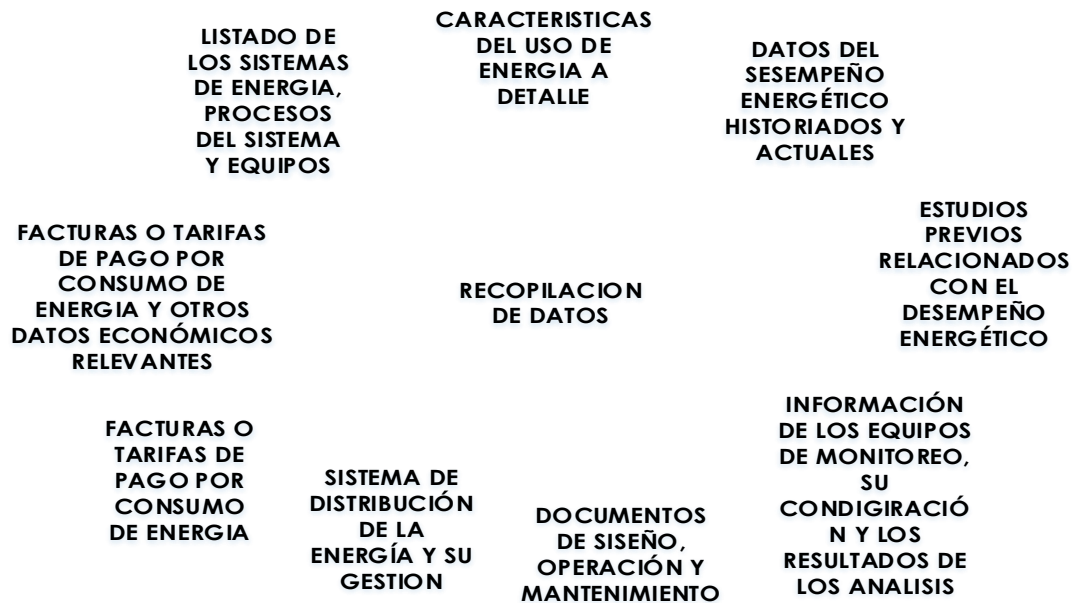 CARACTERISTICAS
DEL USO DE
ENERGIA A
DETALLE
DATOS DEL
SESEMPEÑO
ENERGÉTICO
HISTORIADOS Y
ACTUALES
ESTUDIOS
PREVIOS
RELACIONADOS
CON EL
DESEMPEÑO
ENERGÉTICO
INFORMACIÓN
DE LOS EQUIPOS
DE MONITOREO,
SU
CONDIGIRACIÓ
N Y LOS
RESULTADOS DE
LOS ANALISIS
DOCUMENTOS
DE SISEÑO,
OPERACIÓN Y
MANTENIMIENTO
SISTEMA DE
DISTRIBUCIÓN
DE LA
ENERGÍA Y SU
GESTION
FACTURAS O
TARIFAS DE
PAGO POR
CONSUMO
DE ENERGIA
FACTURAS O TARIFAS
DE PAGO POR
CONSUMO DE
ENERGIA Y OTROS
DATOS ECONÓMICOS
RELEVANTES
LISTADO DE
LOS SISTEMAS
DE ENERGIA,
PROCESOS
DEL SISTEMA
Y EQUIPOS
RECOPILACION
DE DATOS